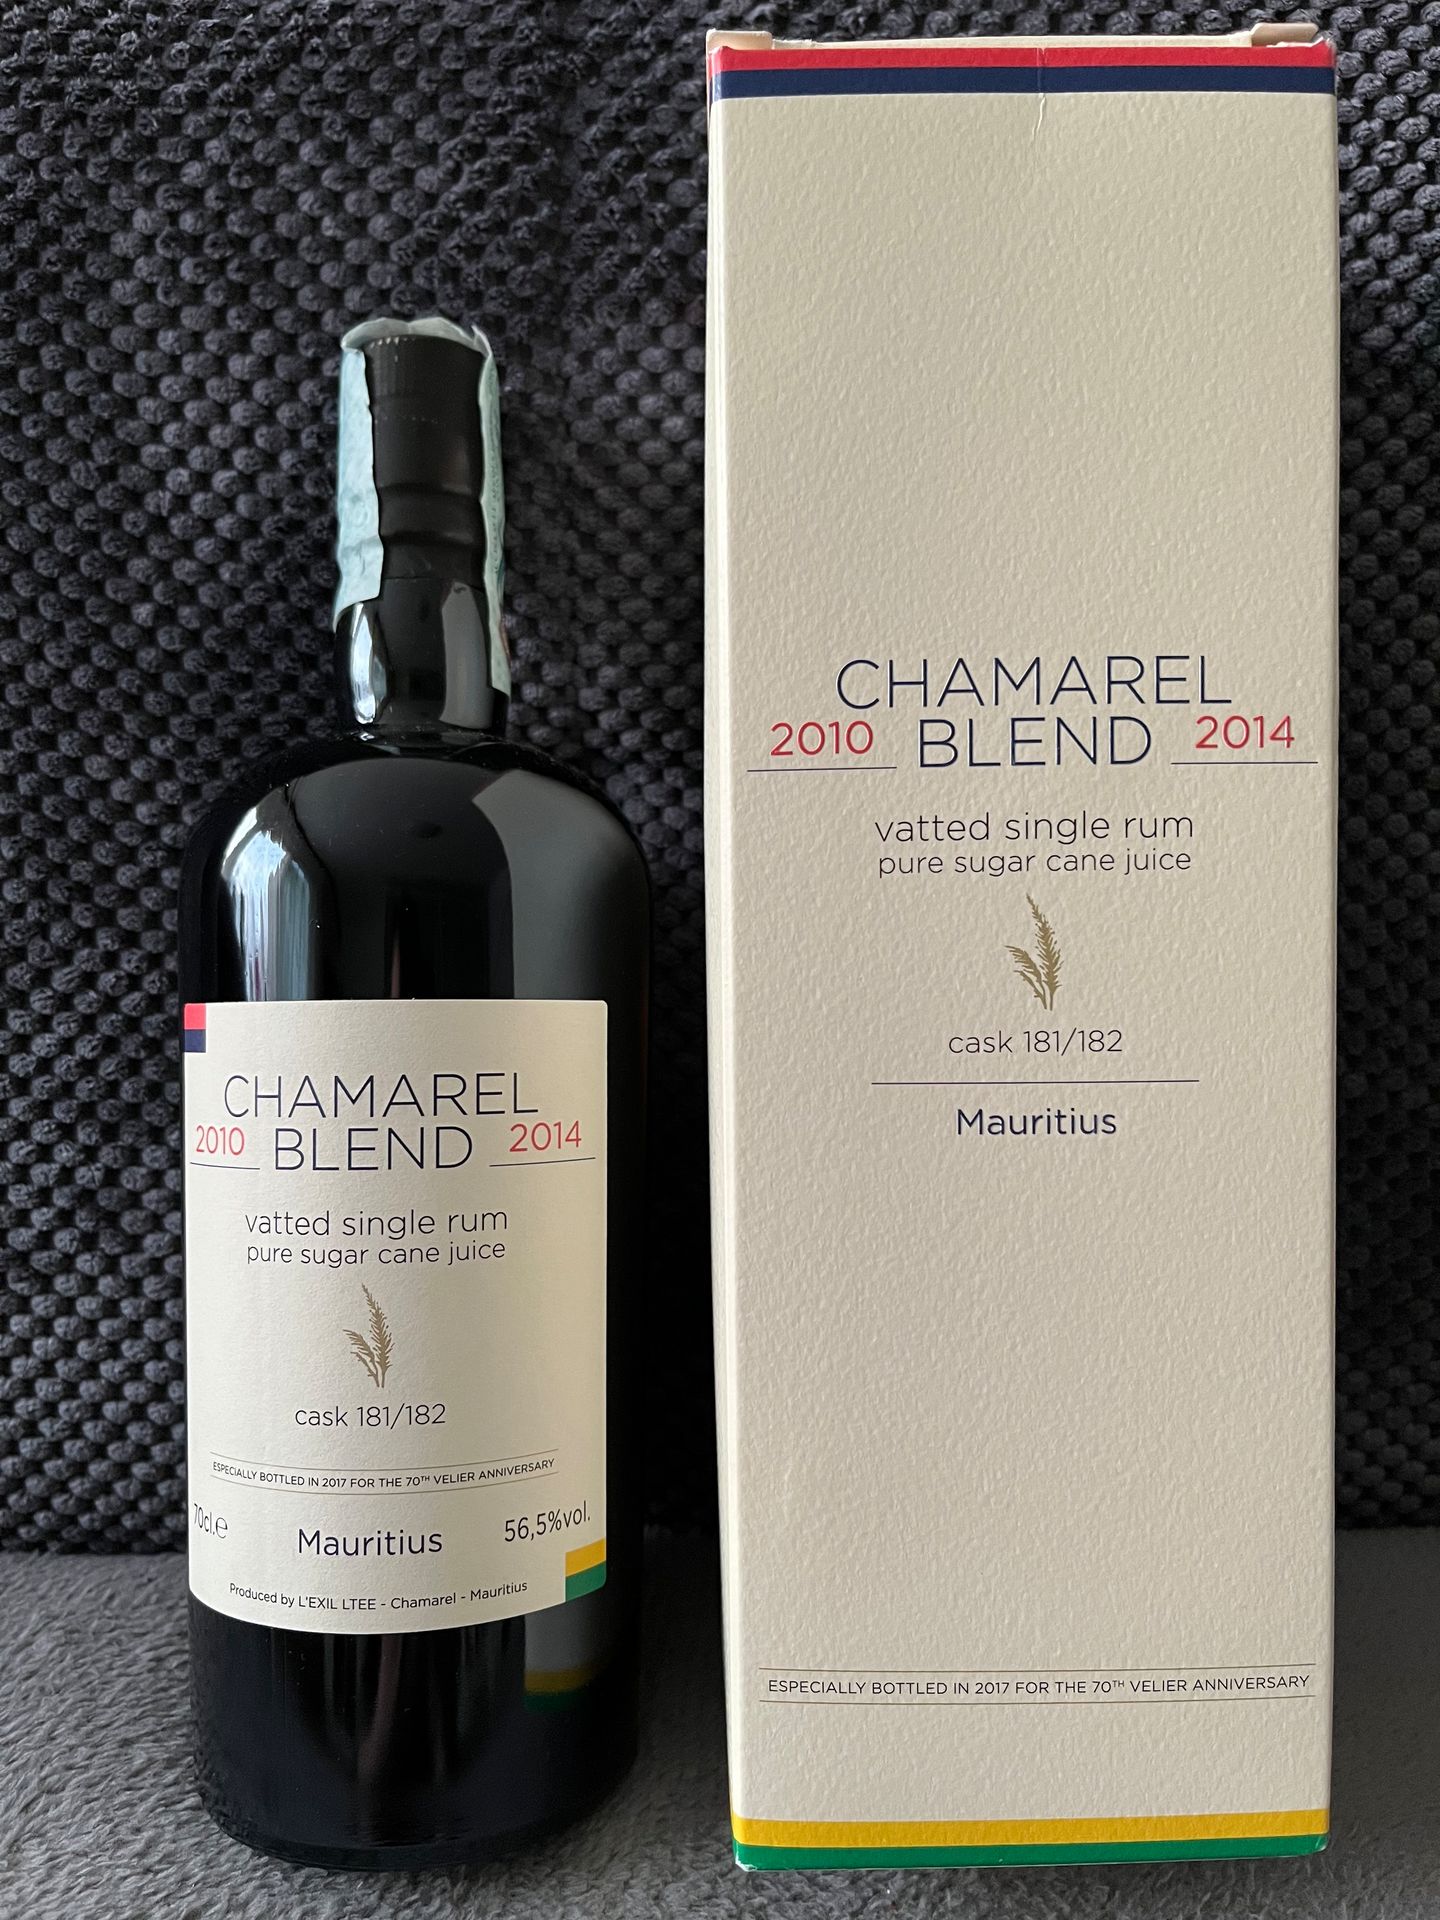 CHAMAREL
2010 BLEND 2014
vatted single rum
pure sugar cane juice
cask 181/182
ESPECIALLY BOTTLED IN 2017 FOR THE 70TH VELIER ANNIVERSARY
70cl.e Mauritius 56,5%vol.
Produced by L'EXIL LTEE - Chamarel - Mauritius
CHAMAREL
2010 BLEND 2014
vatted single rum
pure sugar cane juice
cask 181/182
Mauritius
ESPECIALLY BOTTLED IN 2017 FOR THE 70TH VELIER ANNIVERSARY